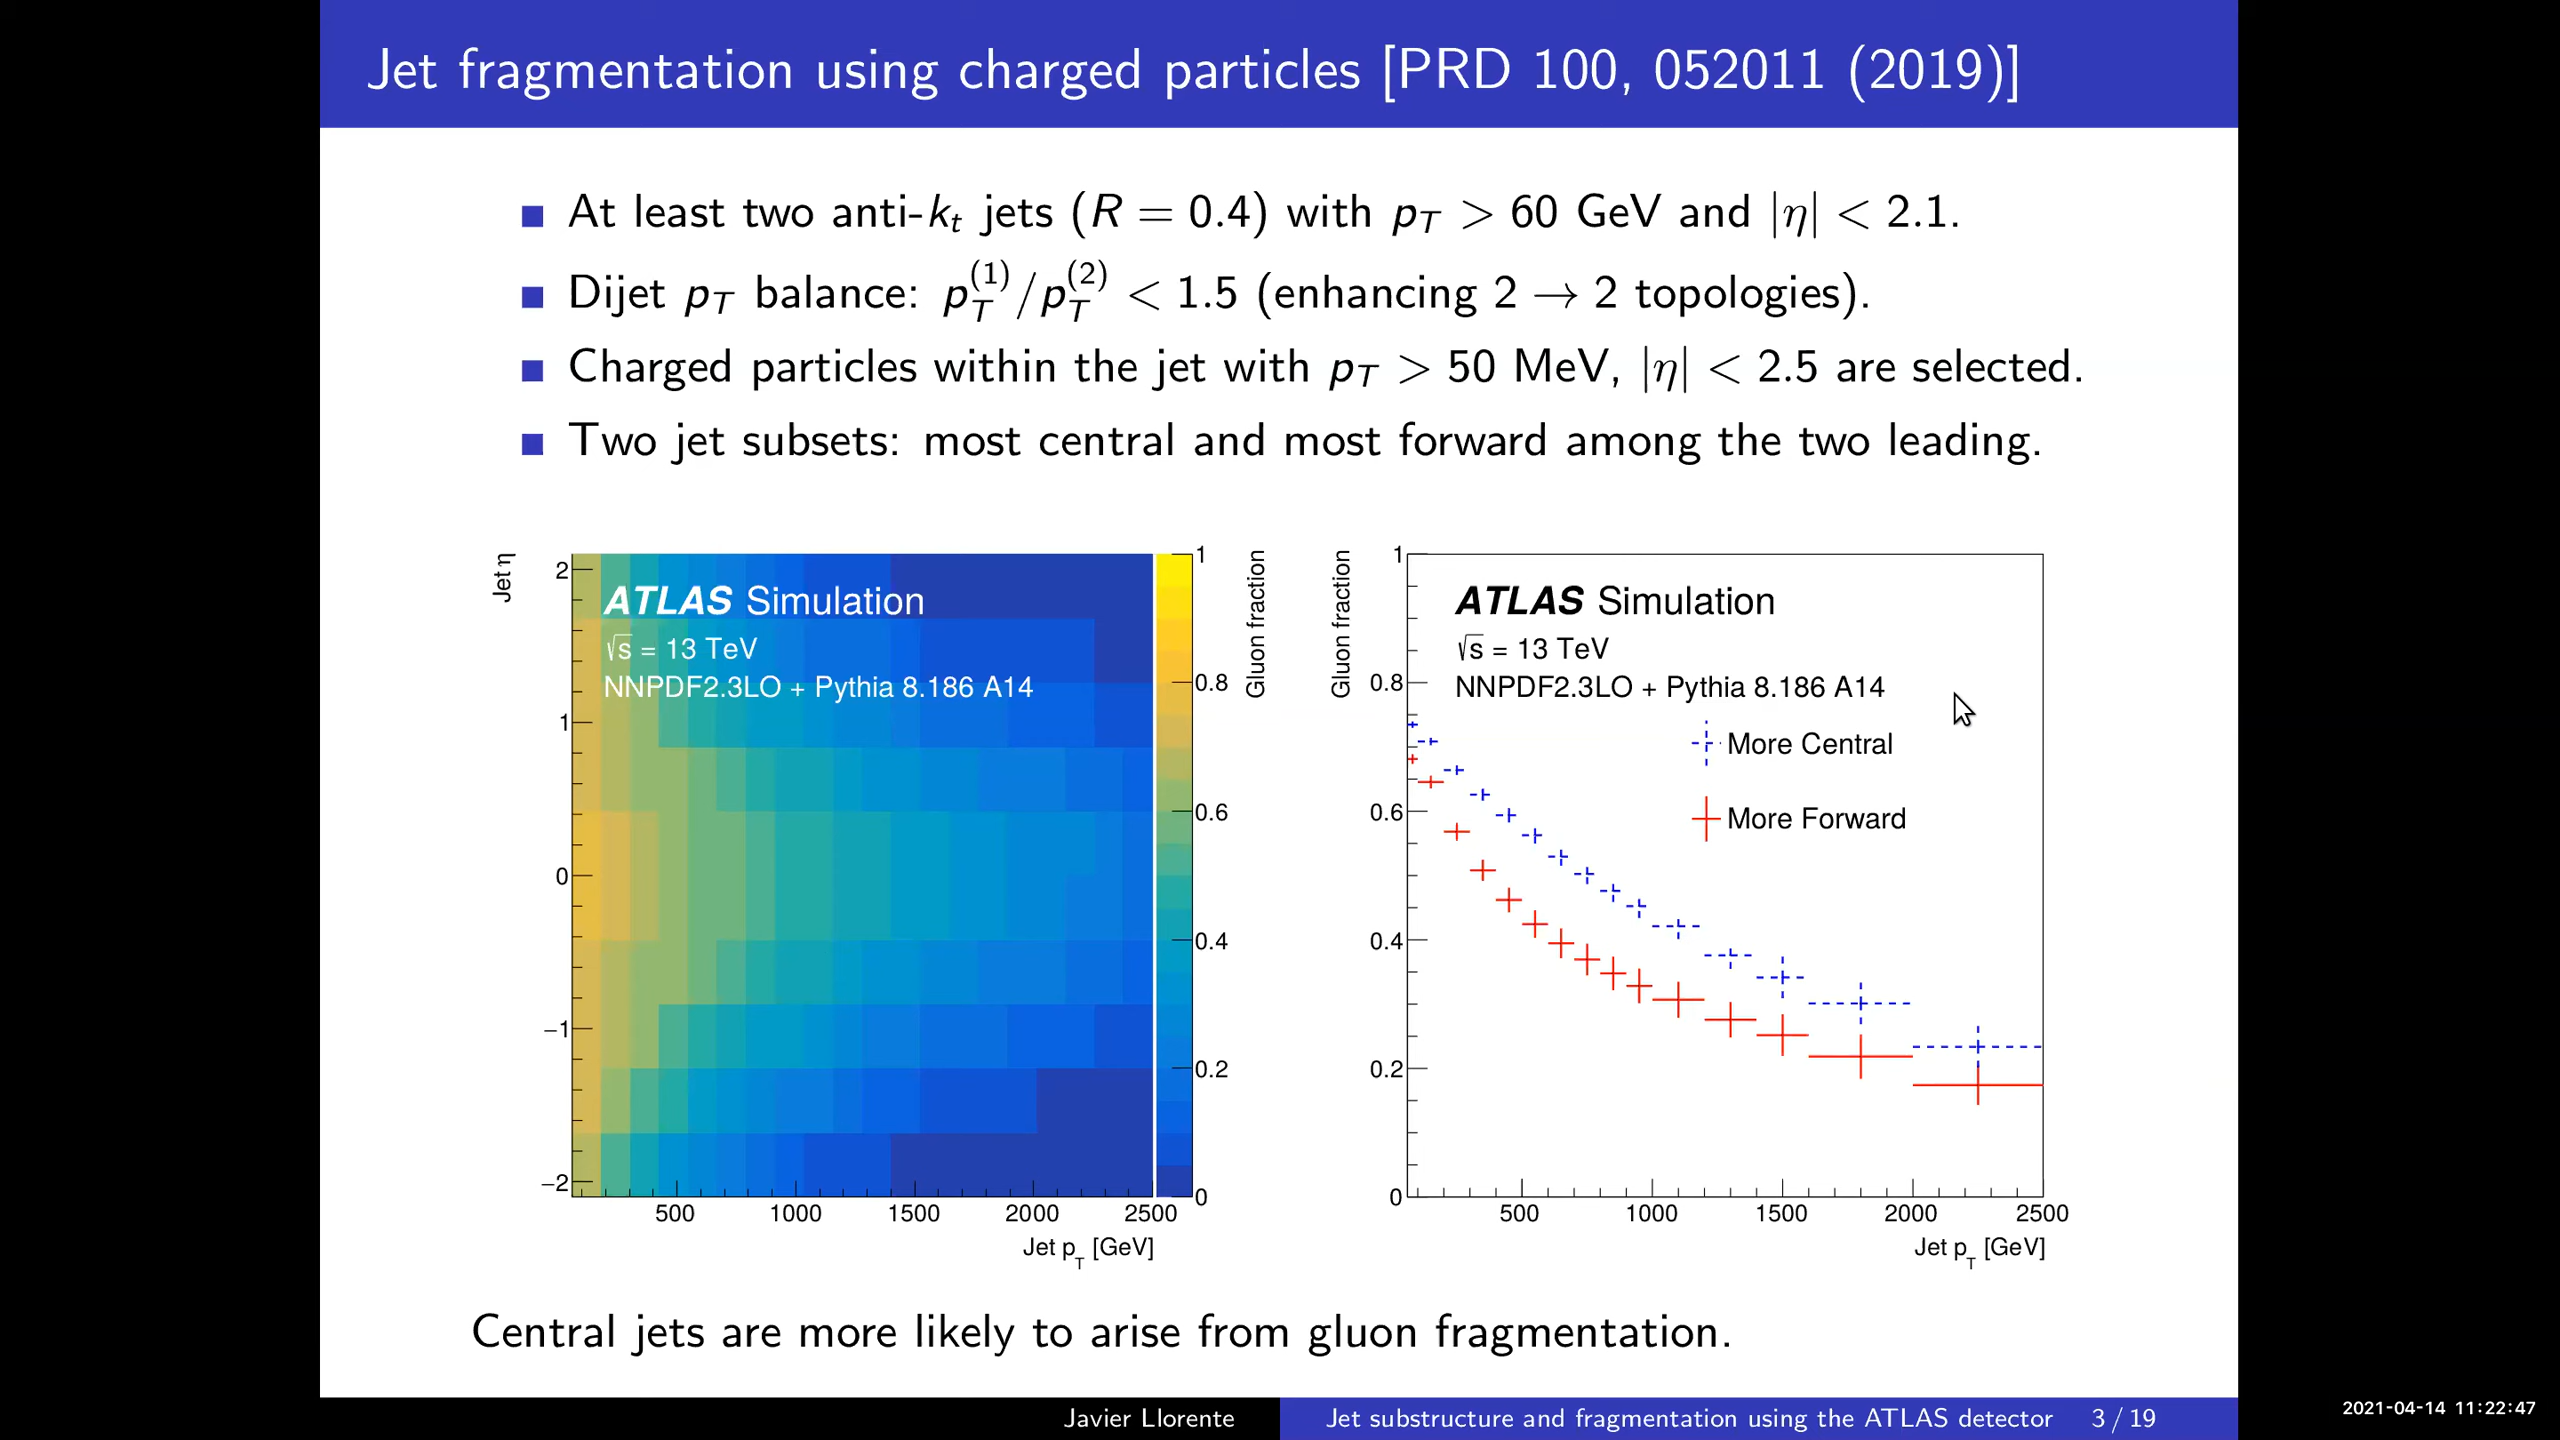 Jet fragmentation using charged particles [PRD 100, 052011 (2019)]
At least two anti-kt jets (R = 0.4) with pT > 60 GeV and |η| < 2.1.
Dijet pT balance: pT(1)/pT(2) < 1.5 (enhancing 2 → 2 topologies).
Charged particles within the jet with pT > 50 MeV, |η| < 2.5 are selected.
Two jet subsets: most central and most forward among the two leading.
Jet η
2
1
0
−1
−2
ATLAS Simulation
√s = 13 TeV
NNPDF2.3LO + Pythia 8.186 A14
500 1000 1500 2000 2500
Jet pT [GeV]
1
0.8
0.6
0.4
0.2
0
Gluon fraction
Gluon fraction
1
0.8
0.6
0.4
0.2
0
ATLAS Simulation
√s = 13 TeV
NNPDF2.3LO + Pythia 8.186 A14
More Central
More Forward
500 1000 1500 2000 2500
Jet pT [GeV]
Central jets are more likely to arise from gluon fragmentation.
Javier Llorente
Jet substructure and fragmentation using the ATLAS detector 3 / 19
2021-04-14 11:22:47